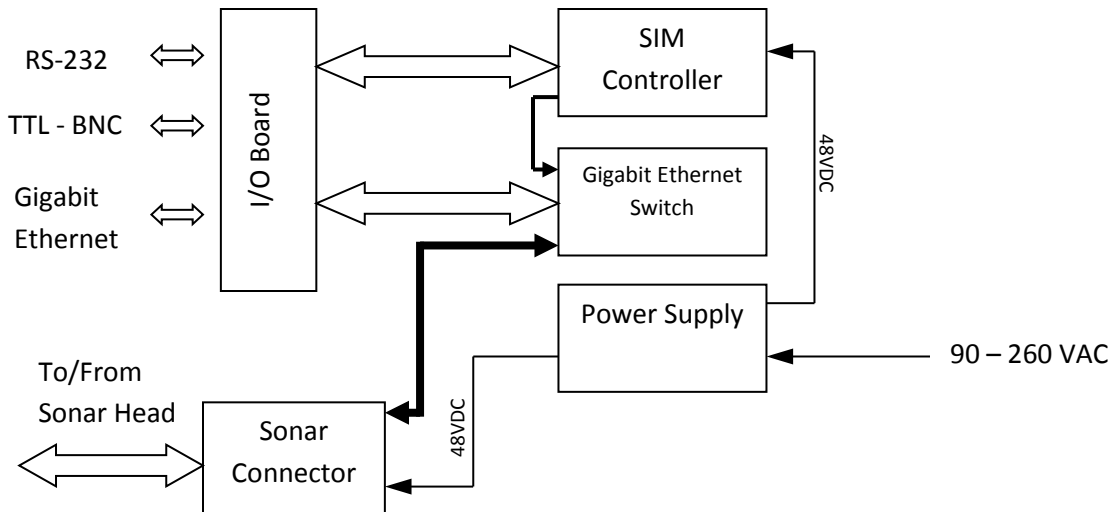 RS-232
TTL - BNC
Gigabit
Ethernet
I/O Board
SIM
Controller
Gigabit Ethernet
Switch
48VDC
Power Supply
90 – 260 VAC
To/From
Sonar Head
Sonar
Connector
48VDC